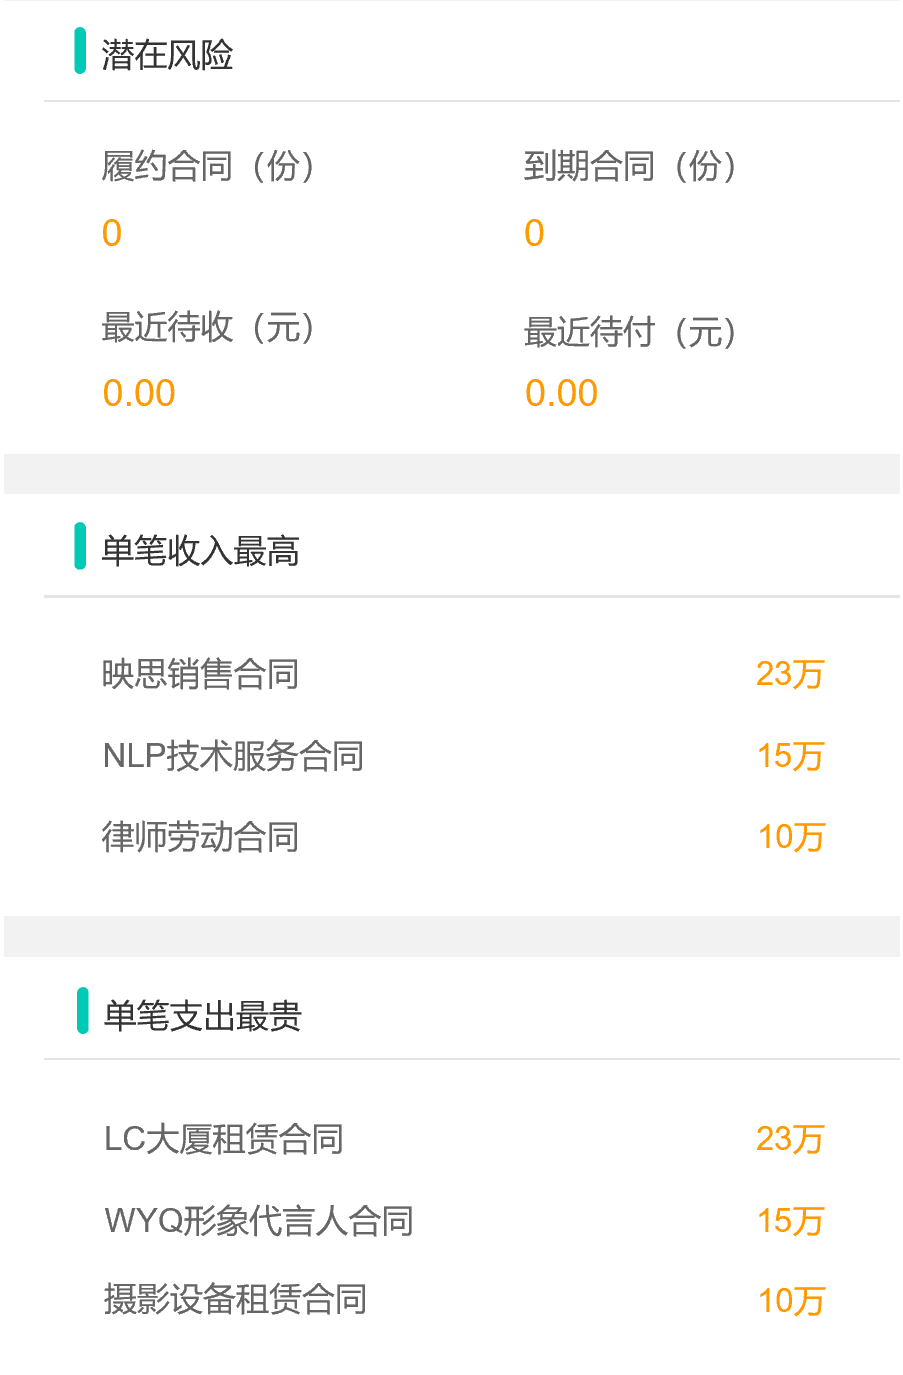 潜在风险
履约合同（份）
到期合同（份）
0
0
最近待收（元）
最近待付（元）
0.00
0.00
单笔收入最高
映思销售合同
23万
NLP技术服务合同
15万
律师劳动合同
10万
单笔支出最贵
LC大厦租赁合同
23万
WYQ形象代言人合同
15万
摄影设备租赁合同
10万